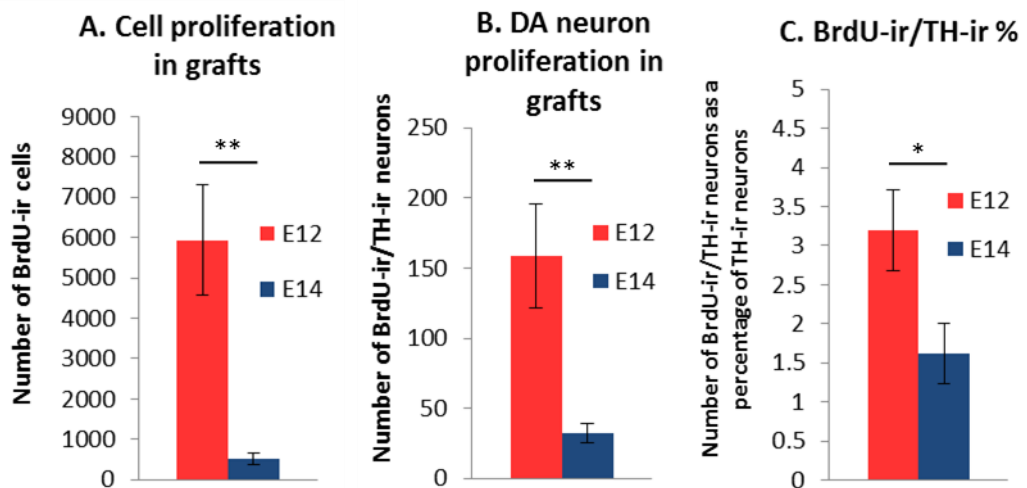 A. Cell proliferation
in grafts
Number of BrdU-ir cells
9000
8000
7000
6000
5000
4000
3000
2000
1000
0
**
E12
E14
B. DA neuron
proliferation in
grafts
Number of BrdU-ir/TH-ir neurons
250
200
150
100
50
0
**
E12
E14
C. BrdU-ir/TH-ir %
Number of BrdU-ir/TH-ir neurons as a
percentage of TH-ir neurons
5
4.5
4
3.5
3
2.5
2
1.5
1
0.5
0
*
E12
E14